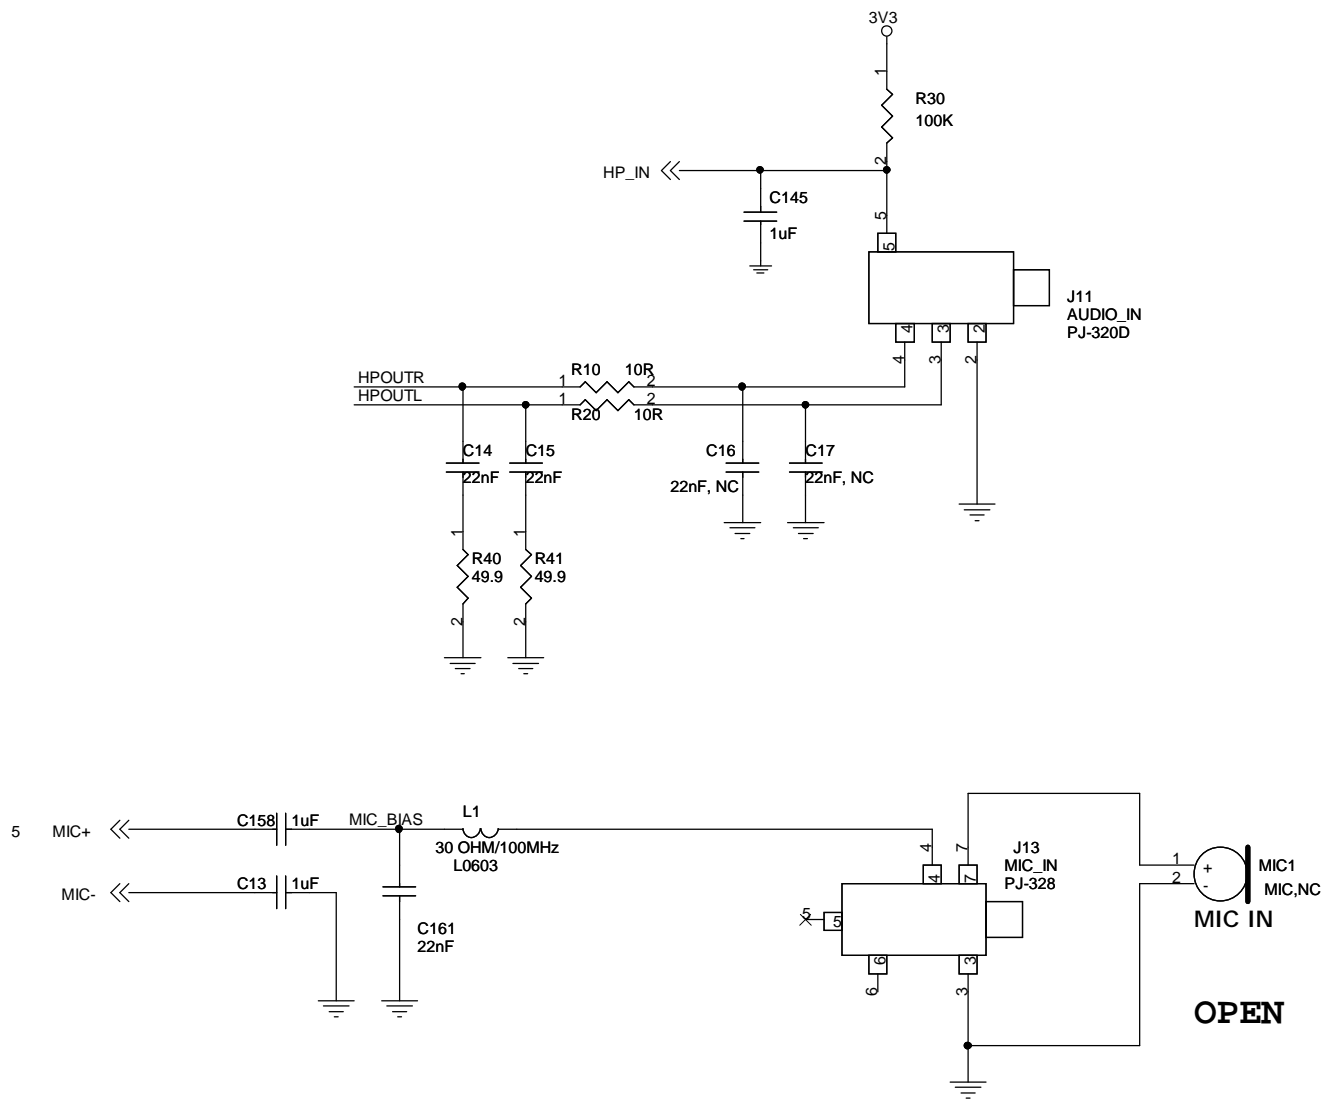 3V3
1
R30
100K
2
HP_IN
C145
1uF
5
5
J11
AUDIO_IN
PJ-320D
4
3
2
4
3
2
HPOUTR
1
R10
10R
2
HPOUTL
1
R20
10R
2
C14
22nF
C15
22nF
C16
22nF, NC
C17
22nF, NC
1
1
R40
49.9
R41
49.9
2
2
5
MIC+
C158
1uF
MIC_BIAS
L1
30 OHM/100MHz
L0603
MIC-
C13
1uF
C161
22nF
4
7
4
7
J13
MIC_IN
PJ-328
5
5
6
3
6
3
1
2
+
-
MIC1
MIC,NC
MIC IN
OPEN